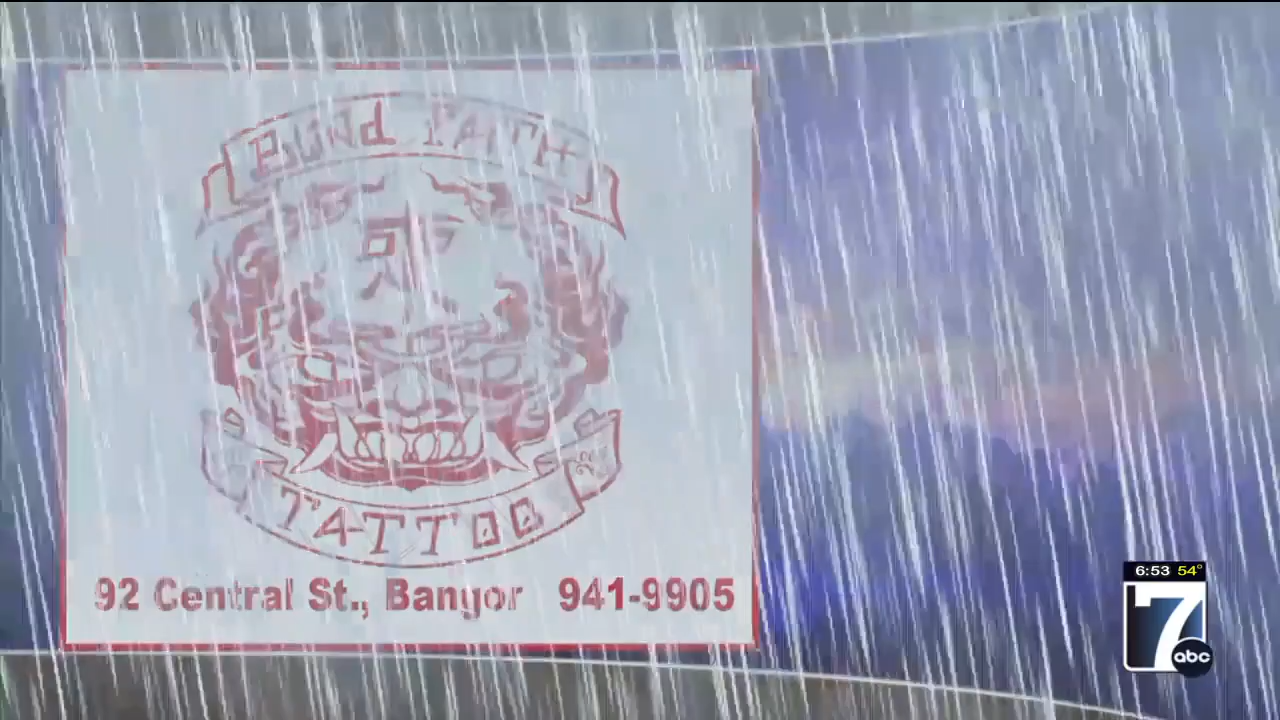 BLINd FAITH
TATTOO
92 Central St., Bangor 941-9905
6:53 54°
7
abc